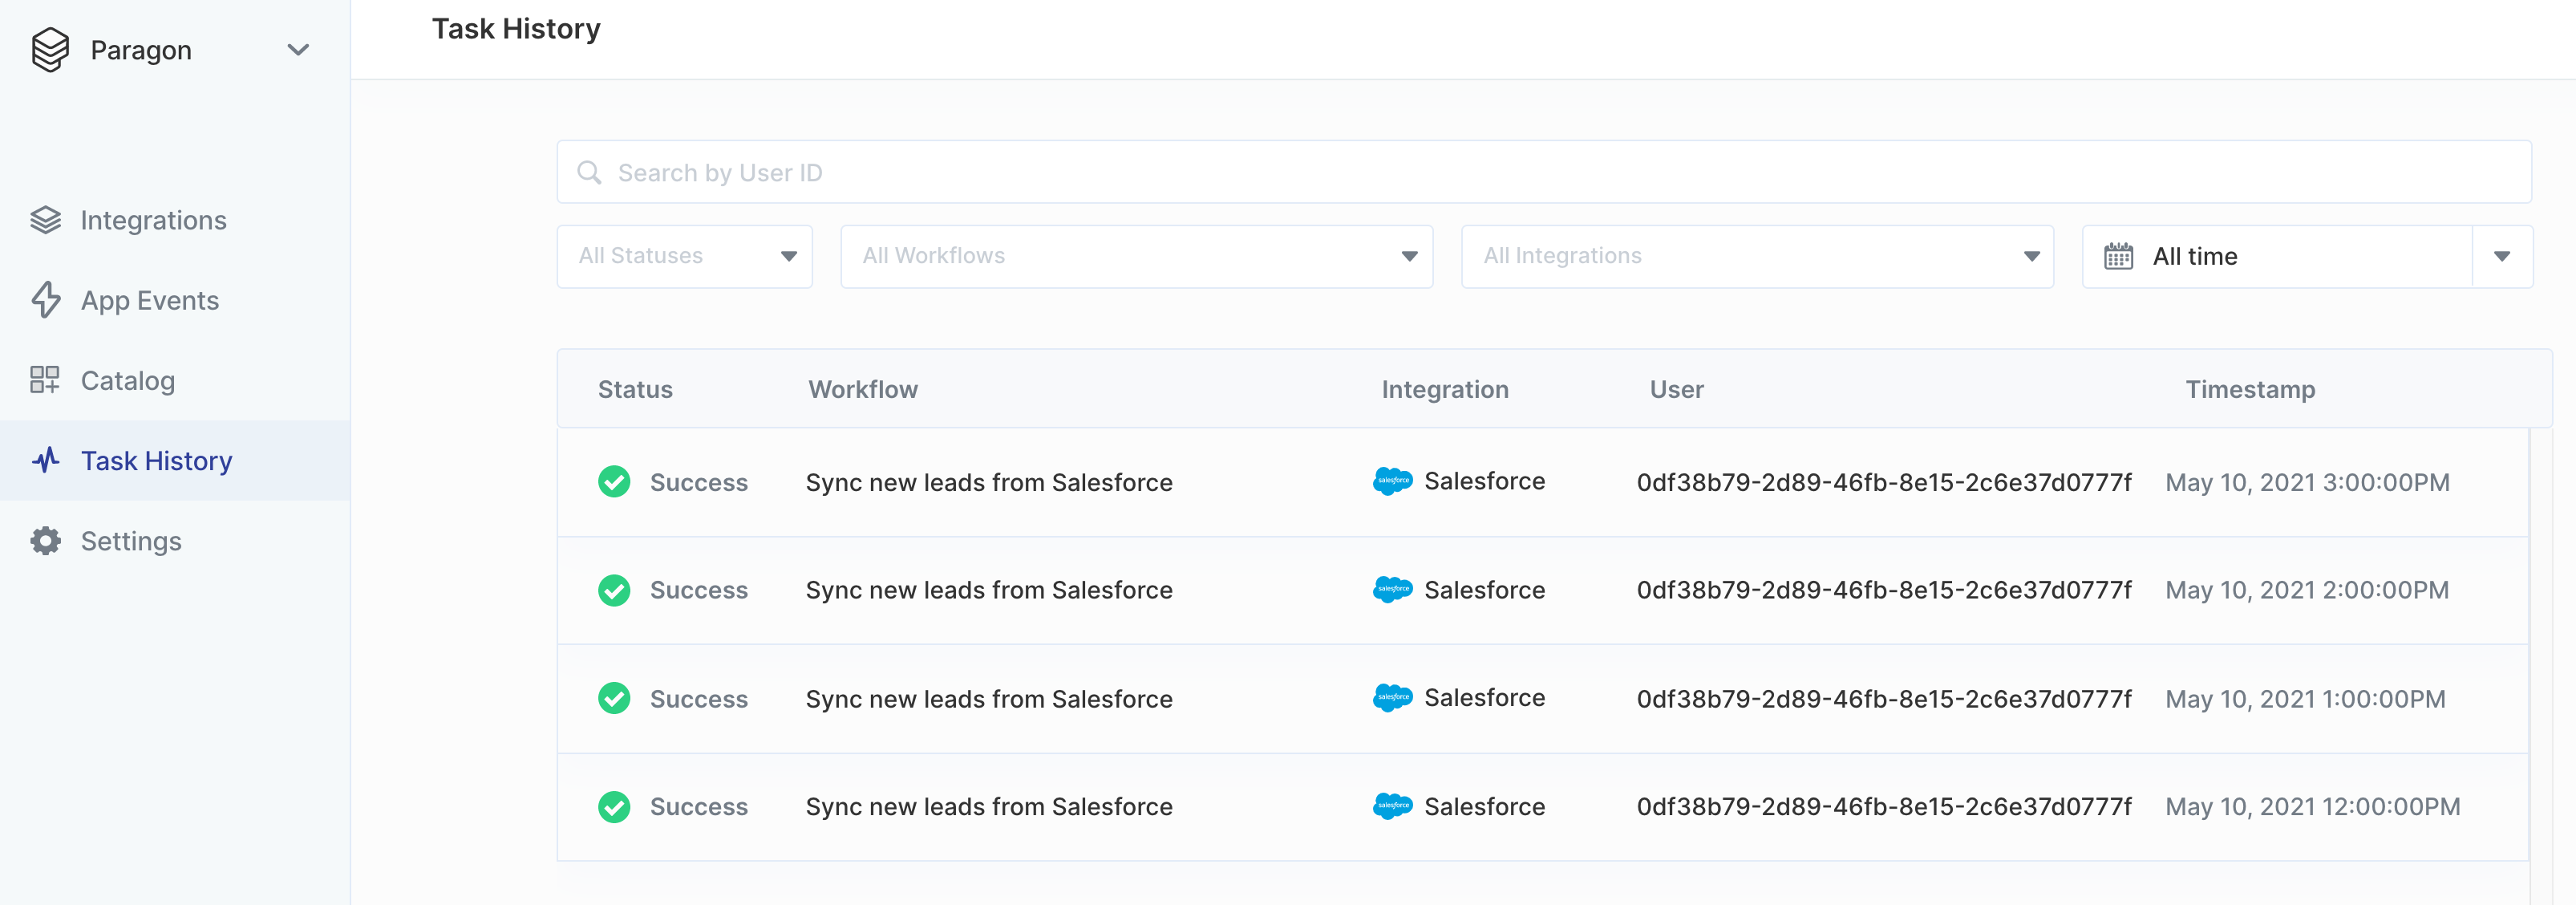 Paragon
Task History
Integrations
App Events
Catalog
Task History
Settings
Search by User ID
All Statuses All Workflows All Integrations All time
Status Workflow Integration User Timestamp
Success Sync new leads from Salesforce salesforce Salesforce 0df38b79-2d89-46fb-8e15-2c6e37d0777f May 10, 2021 3:00:00PM
Success Sync new leads from Salesforce salesforce Salesforce 0df38b79-2d89-46fb-8e15-2c6e37d0777f May 10, 2021 2:00:00PM
Success Sync new leads from Salesforce salesforce Salesforce 0df38b79-2d89-46fb-8e15-2c6e37d0777f May 10, 2021 1:00:00PM
Success Sync new leads from Salesforce salesforce Salesforce 0df38b79-2d89-46fb-8e15-2c6e37d0777f May 10, 2021 12:00:00PM